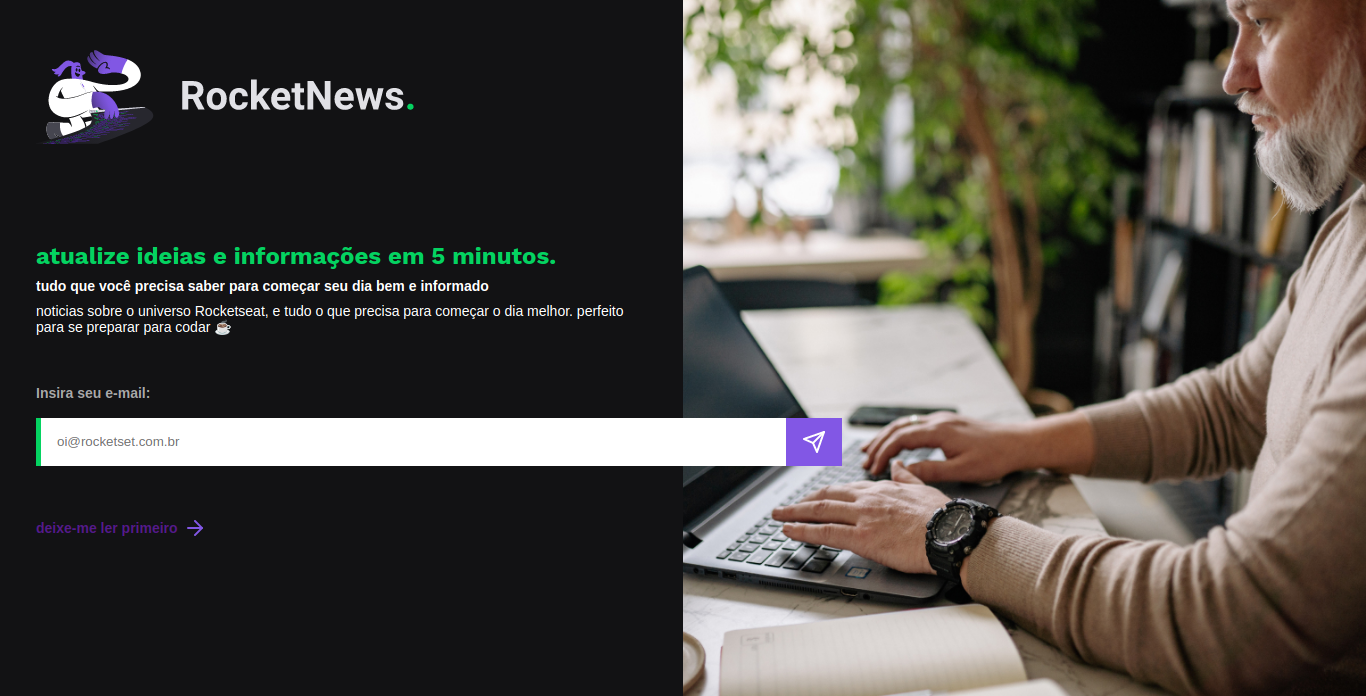 RocketNews.
atualize ideias e informações em 5 minutos.
tudo que você precisa saber para começar seu dia bem e informado
noticias sobre o universo Rocketseat, e tudo o que precisa para começar o dia melhor. perfeito
para se preparar para codar ☕
Insira seu e-mail:
oi@rocketset.com.br
deixe-me ler primeiro